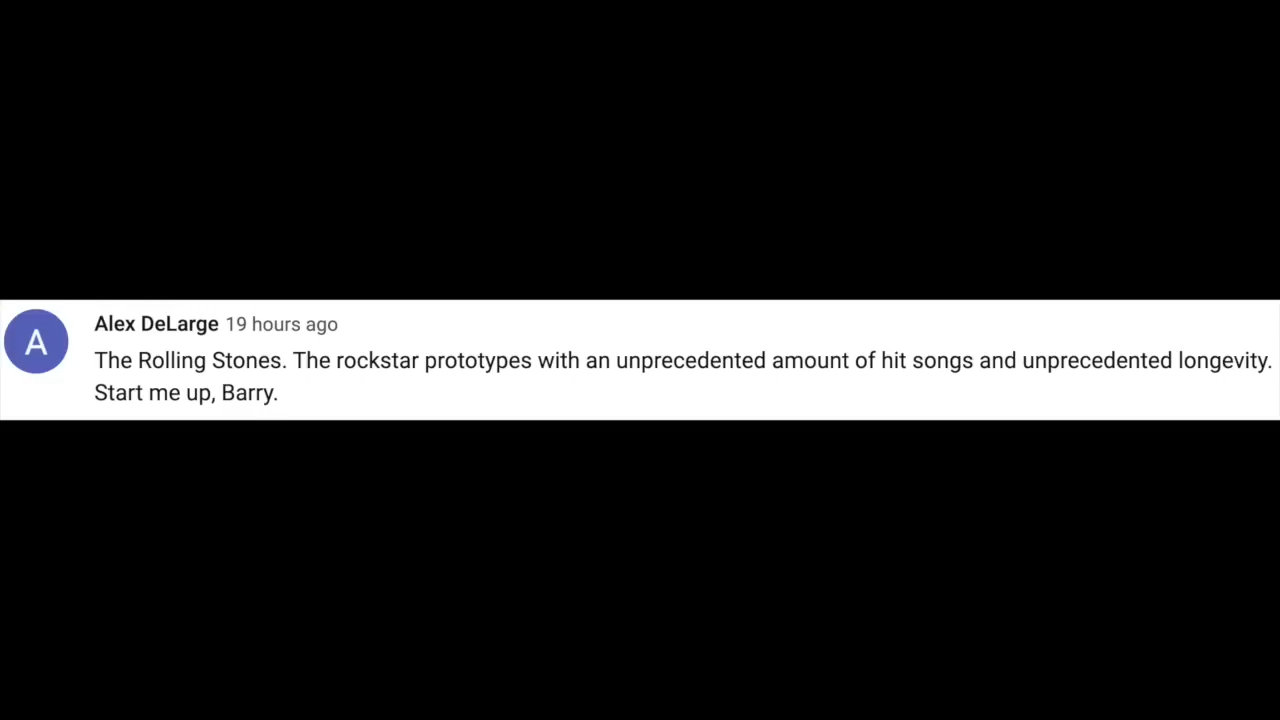 A
Alex DeLarge 19 hours ago
The Rolling Stones. The rockstar prototypes with an unprecedented amount of hit songs and unprecedented longevity.
Start me up, Barry.